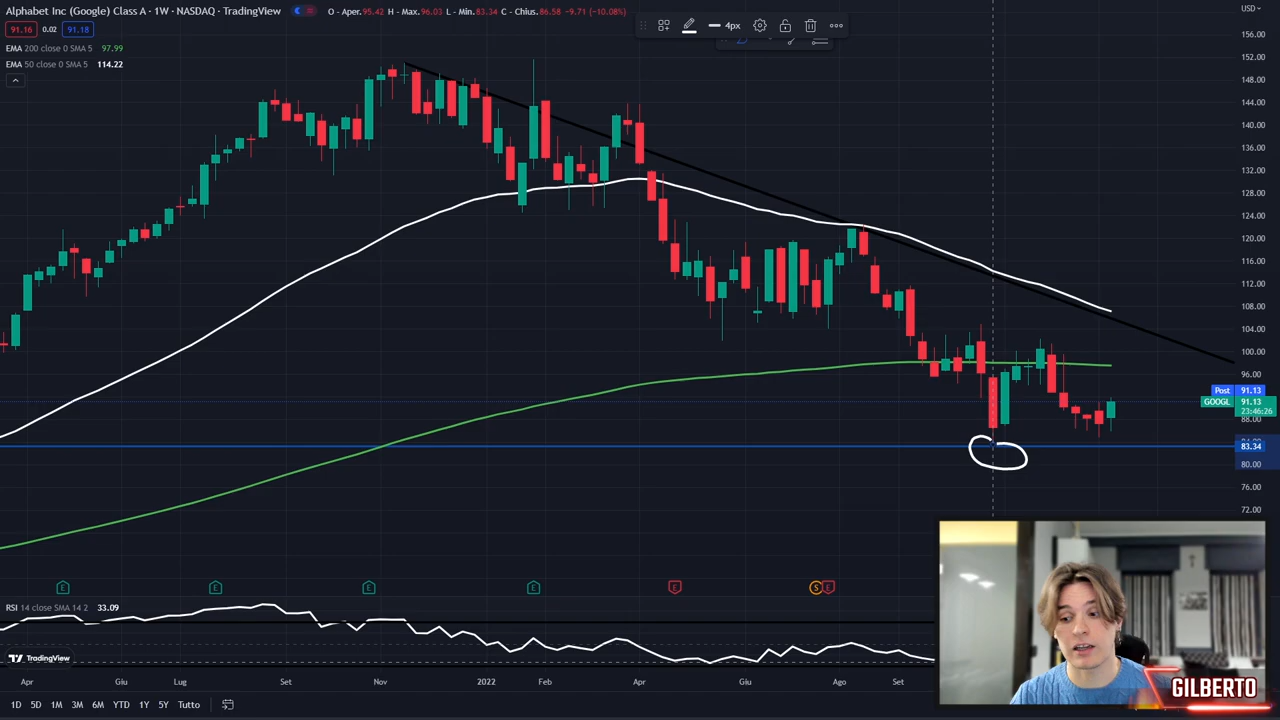 Alphabet Inc (Google) Class A · 1W · NASDAQ · TradingView O - Aper. 95.42 H - Max. 96.03 L - Min. 83.34 C - Chius. 86.58 -9.71 (-10.08%)
USD
91.16 0.02 91.18
4px
EMA 200 close 0 SMA 5 97.99
EMA 50 close 0 SMA 5 114.22
156.00
152.00
148.00
144.00
140.00
136.00
132.00
128.00
124.00
120.00
116.00
112.00
108.00
104.00
100.00
96.00
Post 91.13
GOOGL 91.13
23:46:26
88.00
83.34
80.00
76.00
72.00
E E E E E S E
RSI 14 close SMA 14 2 33.09
TradingView
Apr Giu Lug Set Nov 2022 Feb Apr Giu Ago Set
1D 5D 1M 3M 6M YTD 1Y 5Y Tutto
GILBERTO